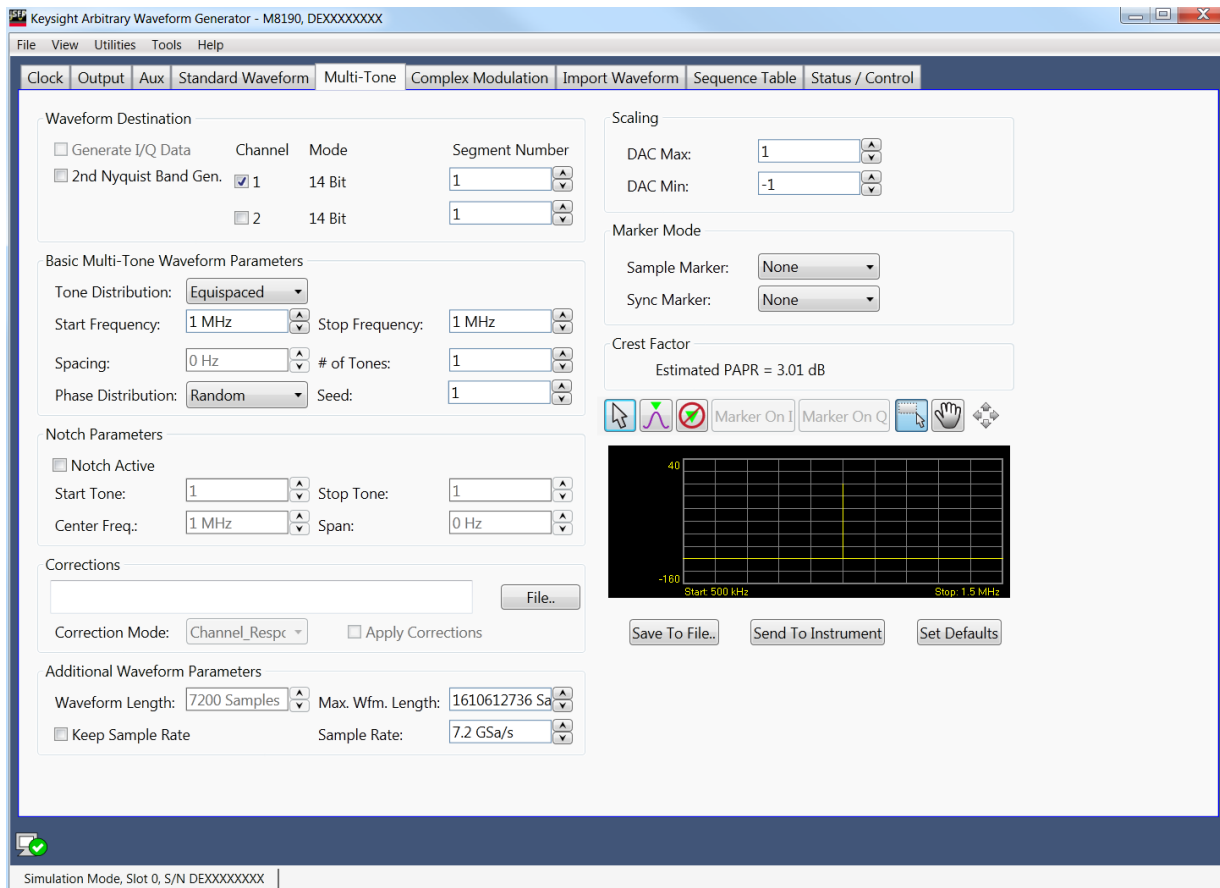 Keysight Arbitrary Waveform Generator - M8190, DEXXXXXXXX
File View Utilities Tools Help
Clock Output Aux Standard Waveform Multi-Tone Complex Modulation Import Waveform Sequence Table Status / Control
Waveform Destination
Generate I/Q Data Channel Mode Segment Number
2nd Nyquist Band Gen. 1 14 Bit 1
2 14 Bit 1
Basic Multi-Tone Waveform Parameters
Tone Distribution: Equispaced
Start Frequency: 1 MHz Stop Frequency: 1 MHz
Spacing: 0 Hz # of Tones: 1
Phase Distribution: Random Seed: 1
Notch Parameters
Notch Active
Start Tone: 1 Stop Tone: 1
Center Freq.: 1 MHz Span: 0 Hz
Corrections
File..
Correction Mode: Channel_Respc Apply Corrections
Additional Waveform Parameters
Waveform Length: 7200 Samples Max. Wfm. Length: 1610612736 Sa
Keep Sample Rate Sample Rate: 7.2 GSa/s
Scaling
DAC Max: 1
DAC Min: -1
Marker Mode
Sample Marker: None
Sync Marker: None
Crest Factor
Estimated PAPR = 3.01 dB
Marker On I Marker On Q
40
-160
Start: 500 kHz Stop: 1.5 MHz
Save To File.. Send To Instrument Set Defaults
Simulation Mode, Slot 0, S/N DEXXXXXXXX